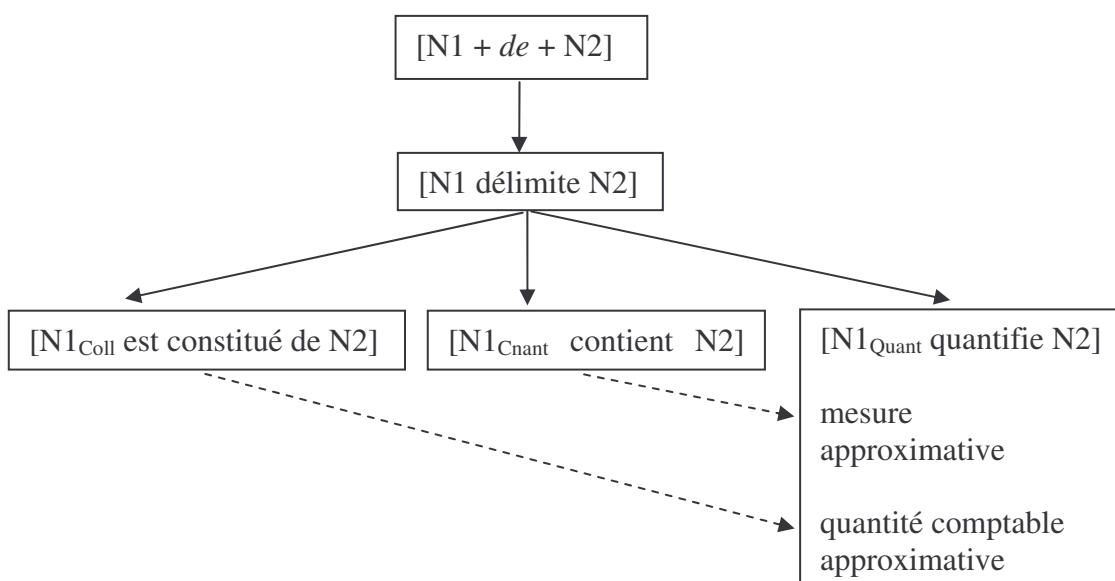 [N1 + de + N2]
[N1 délimite N2]
[N1Coll est constitué de N2]
[N1Cnant contient N2]
[N1Quant quantifie N2]
mesure
approximative
quantité comptable
approximative